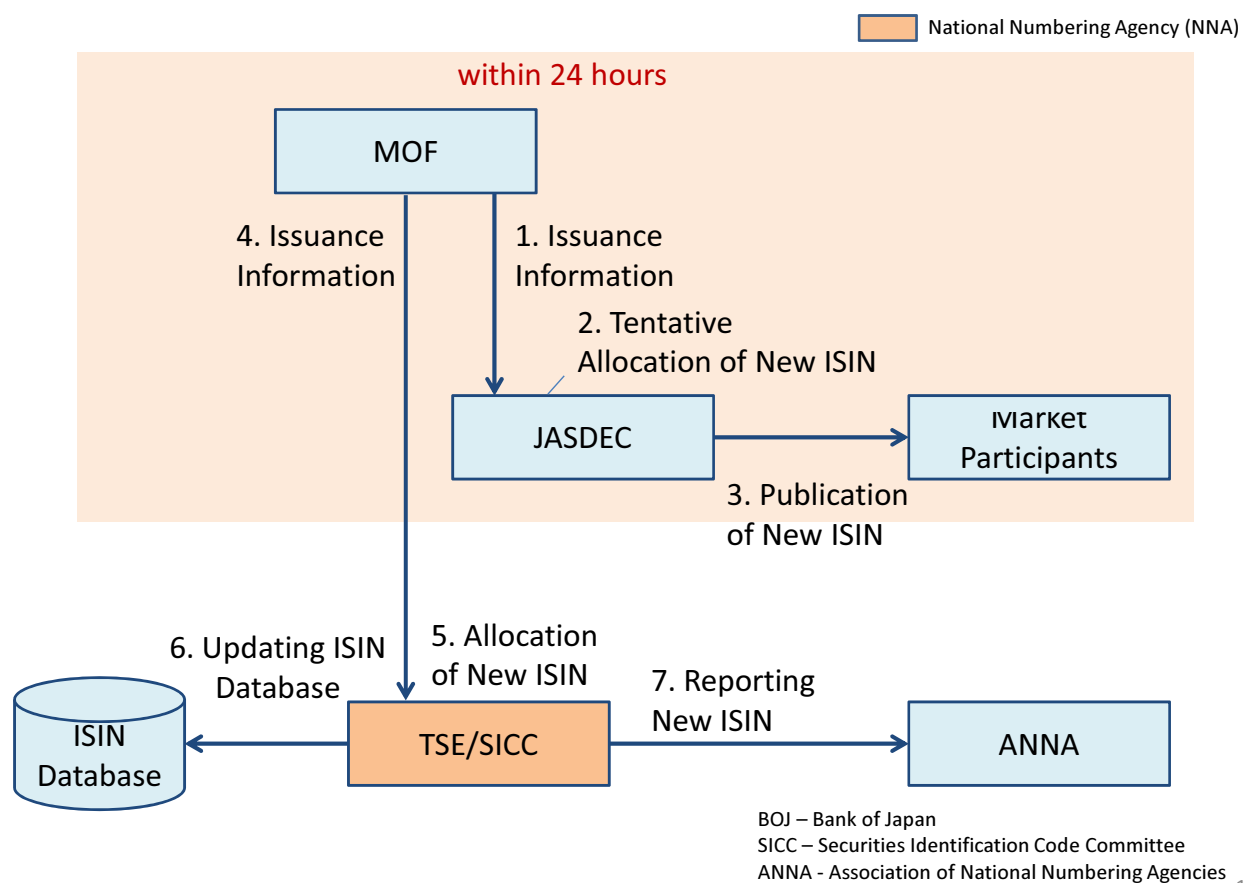 National Numbering Agency (NNA)
within 24 hours
MOF
4. Issuance
Information
1. Issuance
Information
2. Tentative
Allocation of New ISIN
JASDEC
Market
Participants
3. Publication
of New ISIN
6. Updating ISIN
Database
5. Allocation
of New ISIN
7. Reporting
New ISIN
ISIN
Database
TSE/SICC
ANNA
BOJ – Bank of Japan
SICC – Securities Identification Code Committee
ANNA - Association of National Numbering Agencies